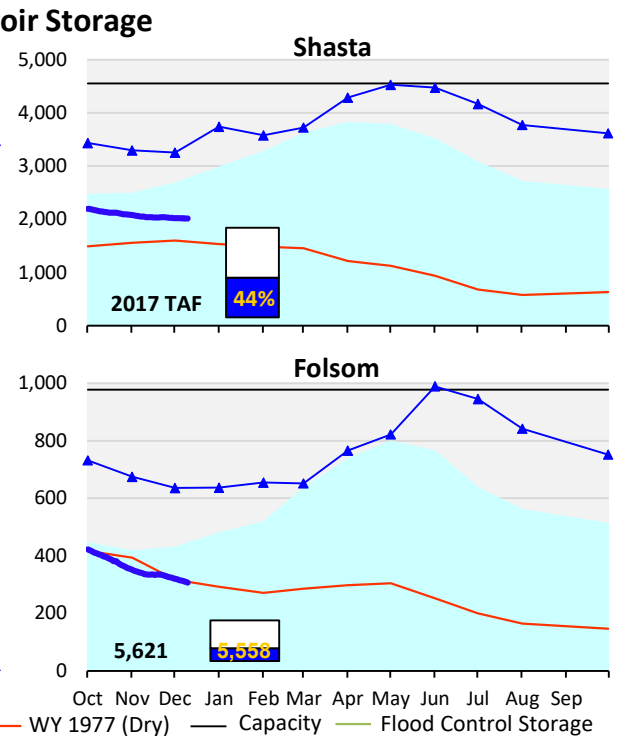 oir Storage
Shasta
5,000
4,000
3,000
2,000
1,000
0
2017 TAF
44%
Folsom
1,000
800
600
400
200
0
5,621
5,558
Oct Nov Dec Jan Feb Mar Apr May Jun Jul Aug Sep
WY 1977 (Dry) Capacity Flood Control Storage